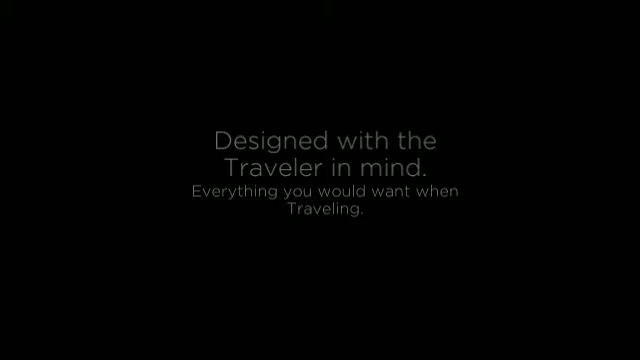 Designed with the
Traveler in mind.
Everything you would want when
Traveling.